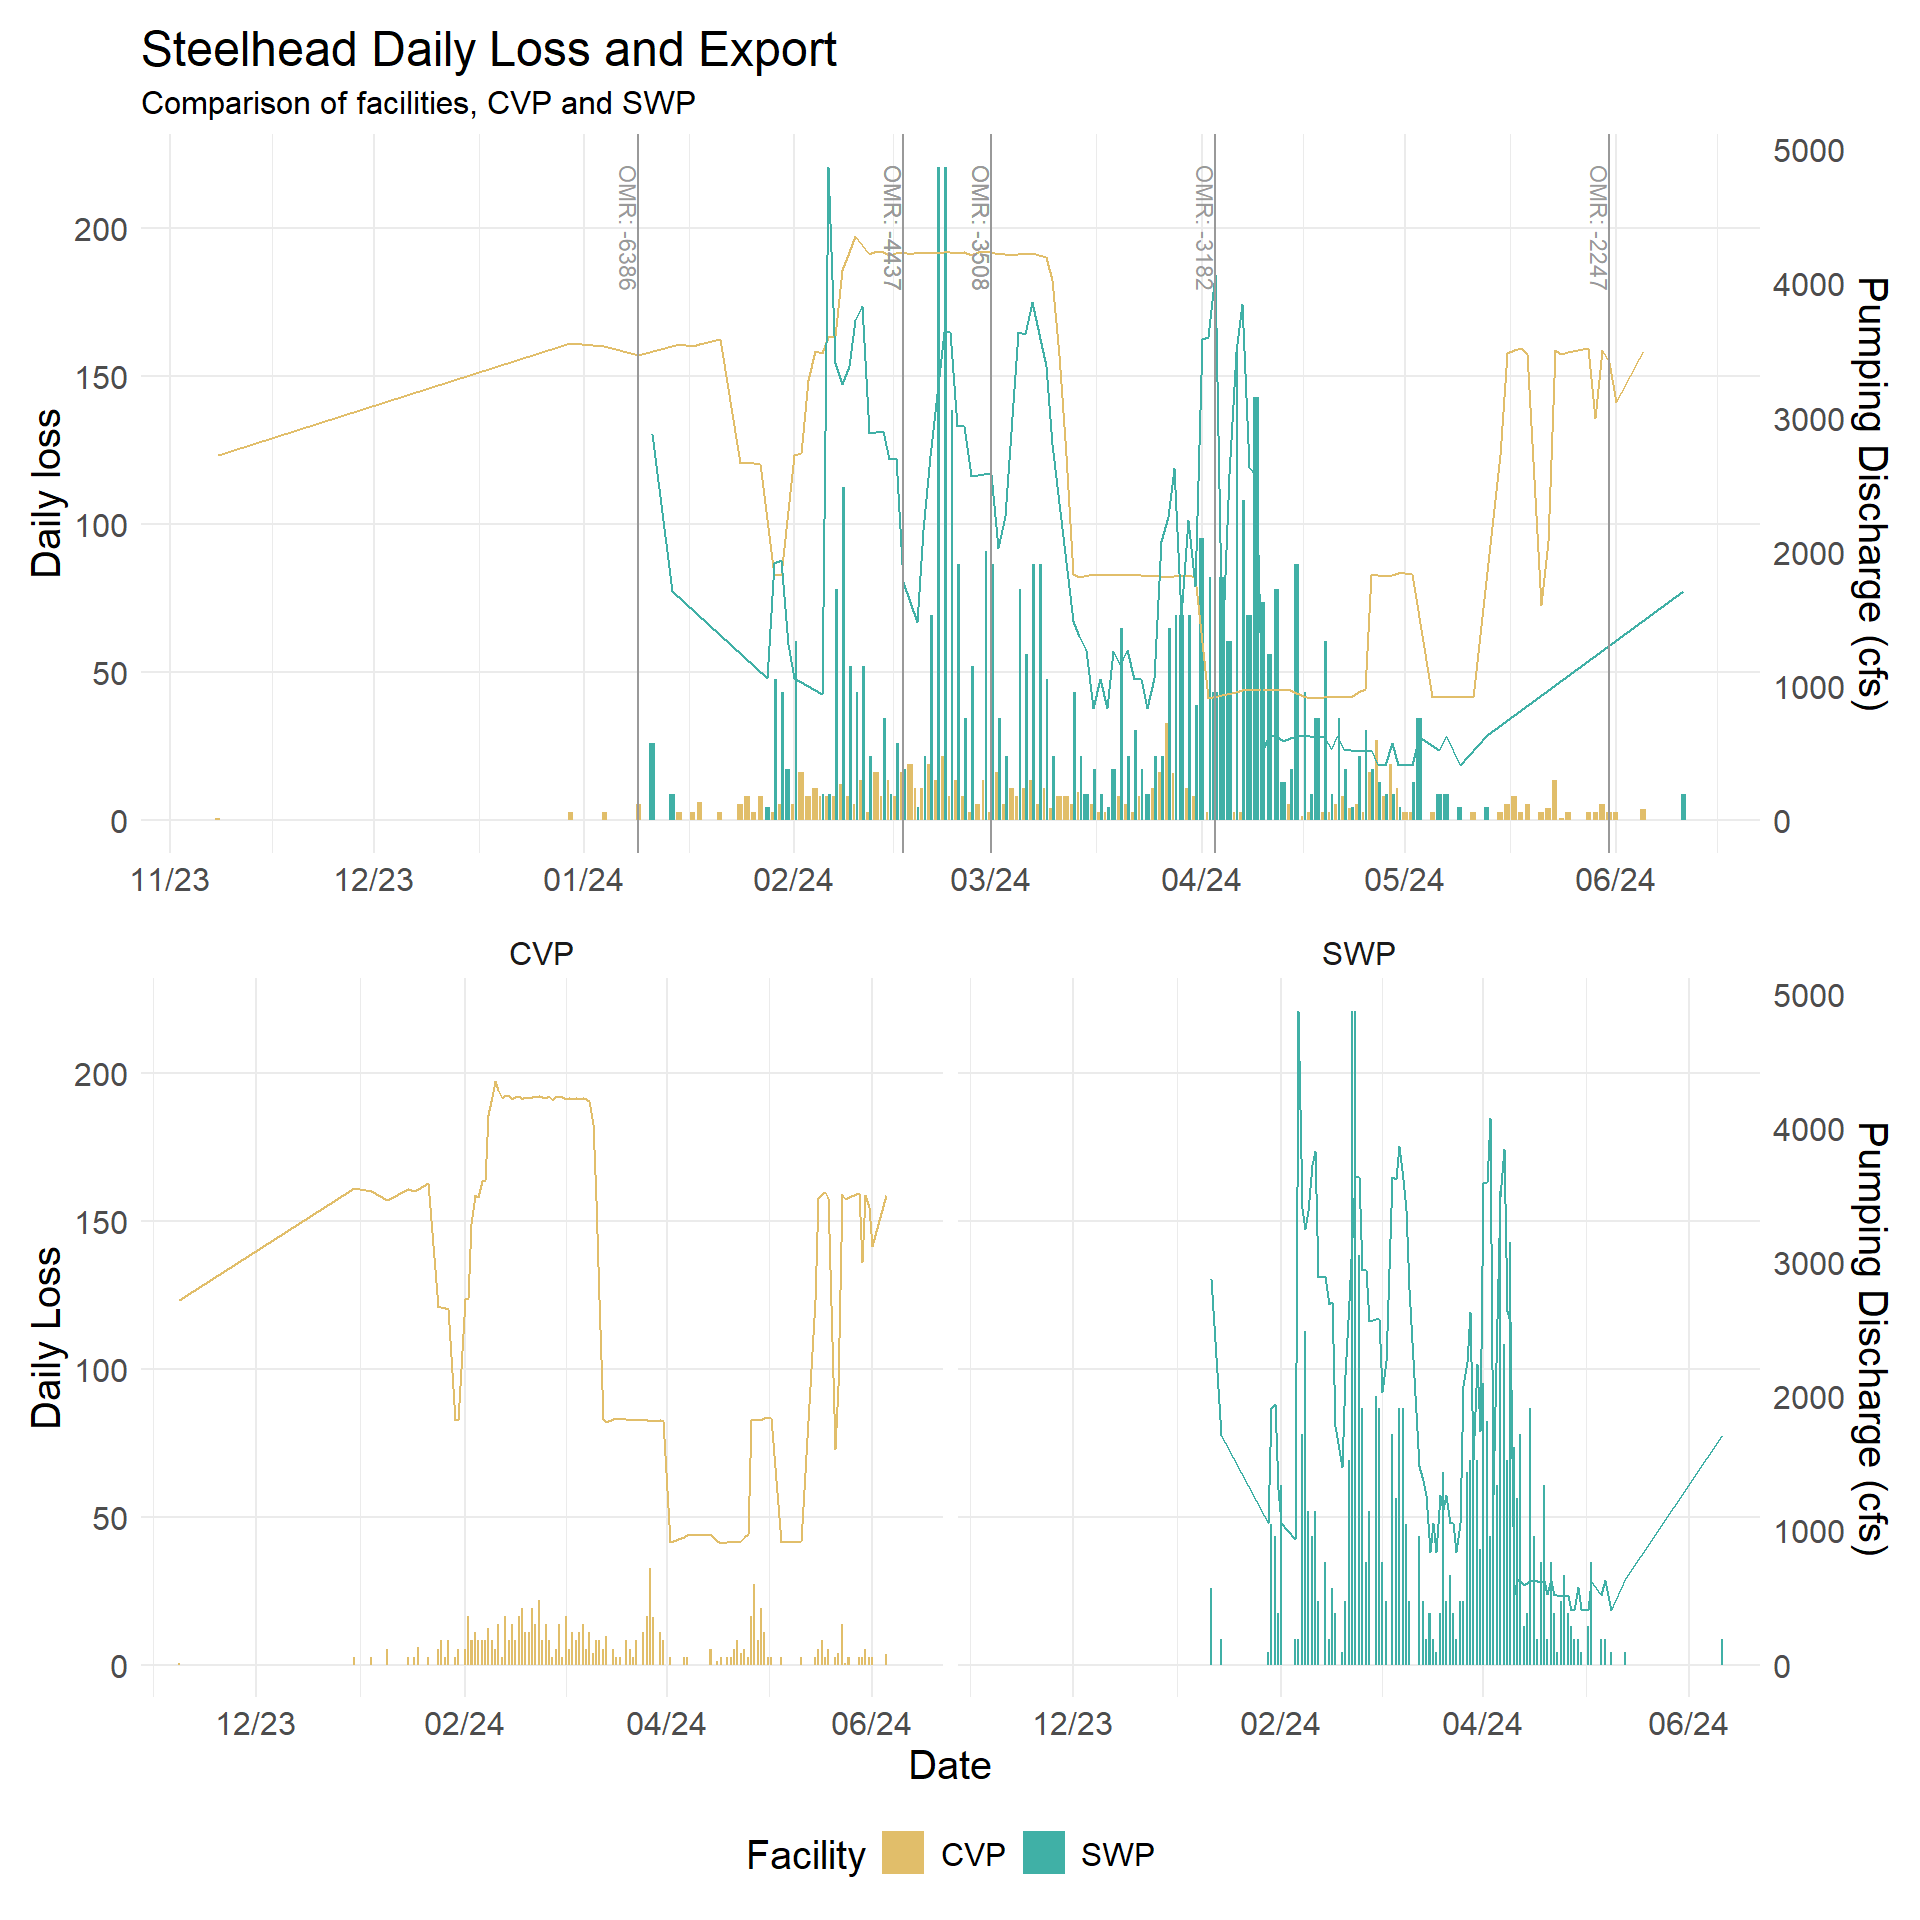 Steelhead Daily Loss and Export
Comparison of facilities, CVP and SWP
Daily loss
200
150
100
50
0
OMR: -6386
OMR: -4437
OMR: -3508
OMR: -3182
OMR: -2247
5000
4000
3000
2000
1000
0
Pumping Discharge (cfs)
11/23
12/23
01/24
02/24
03/24
04/24
05/24
06/24
CVP
SWP
Daily Loss
200
150
100
50
0
5000
4000
3000
2000
1000
0
Pumping Discharge (cfs)
12/23
02/24
04/24
06/24
12/23
02/24
04/24
06/24
Date
Facility
CVP
SWP